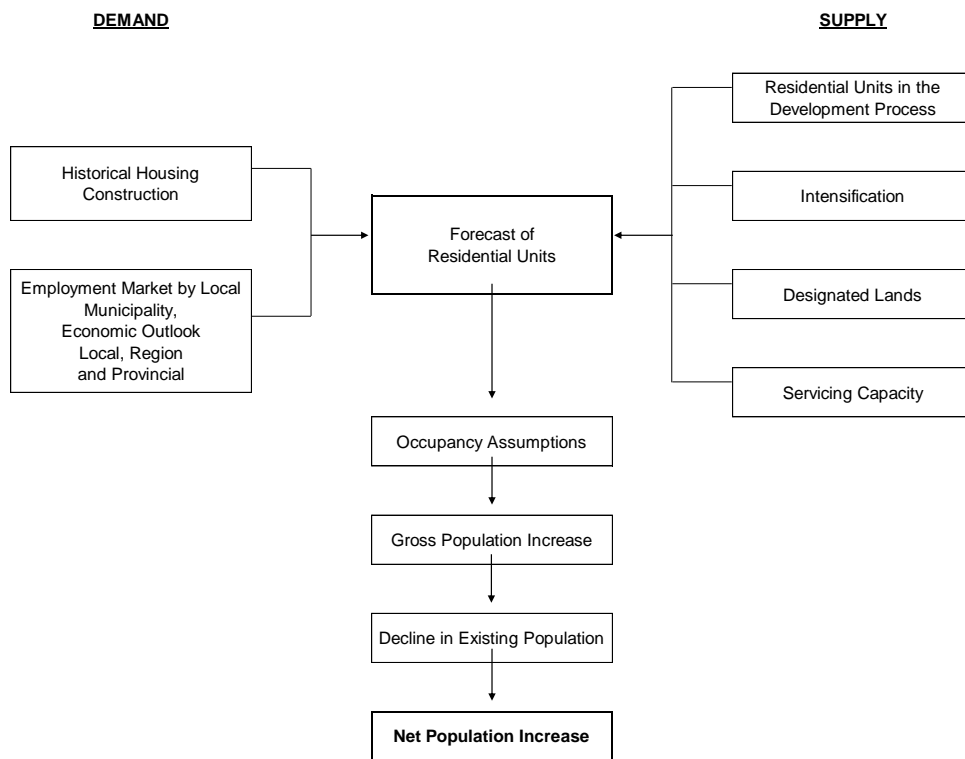 DEMAND
SUPPLY
Residential Units in the
Development Process
Historical Housing
Construction
Intensification
Forecast of
Residential Units
Employment Market by Local
Municipality,
Economic Outlook
Local, Region
and Provincial
Designated Lands
Servicing Capacity
Occupancy Assumptions
Gross Population Increase
Decline in Existing Population
Net Population Increase